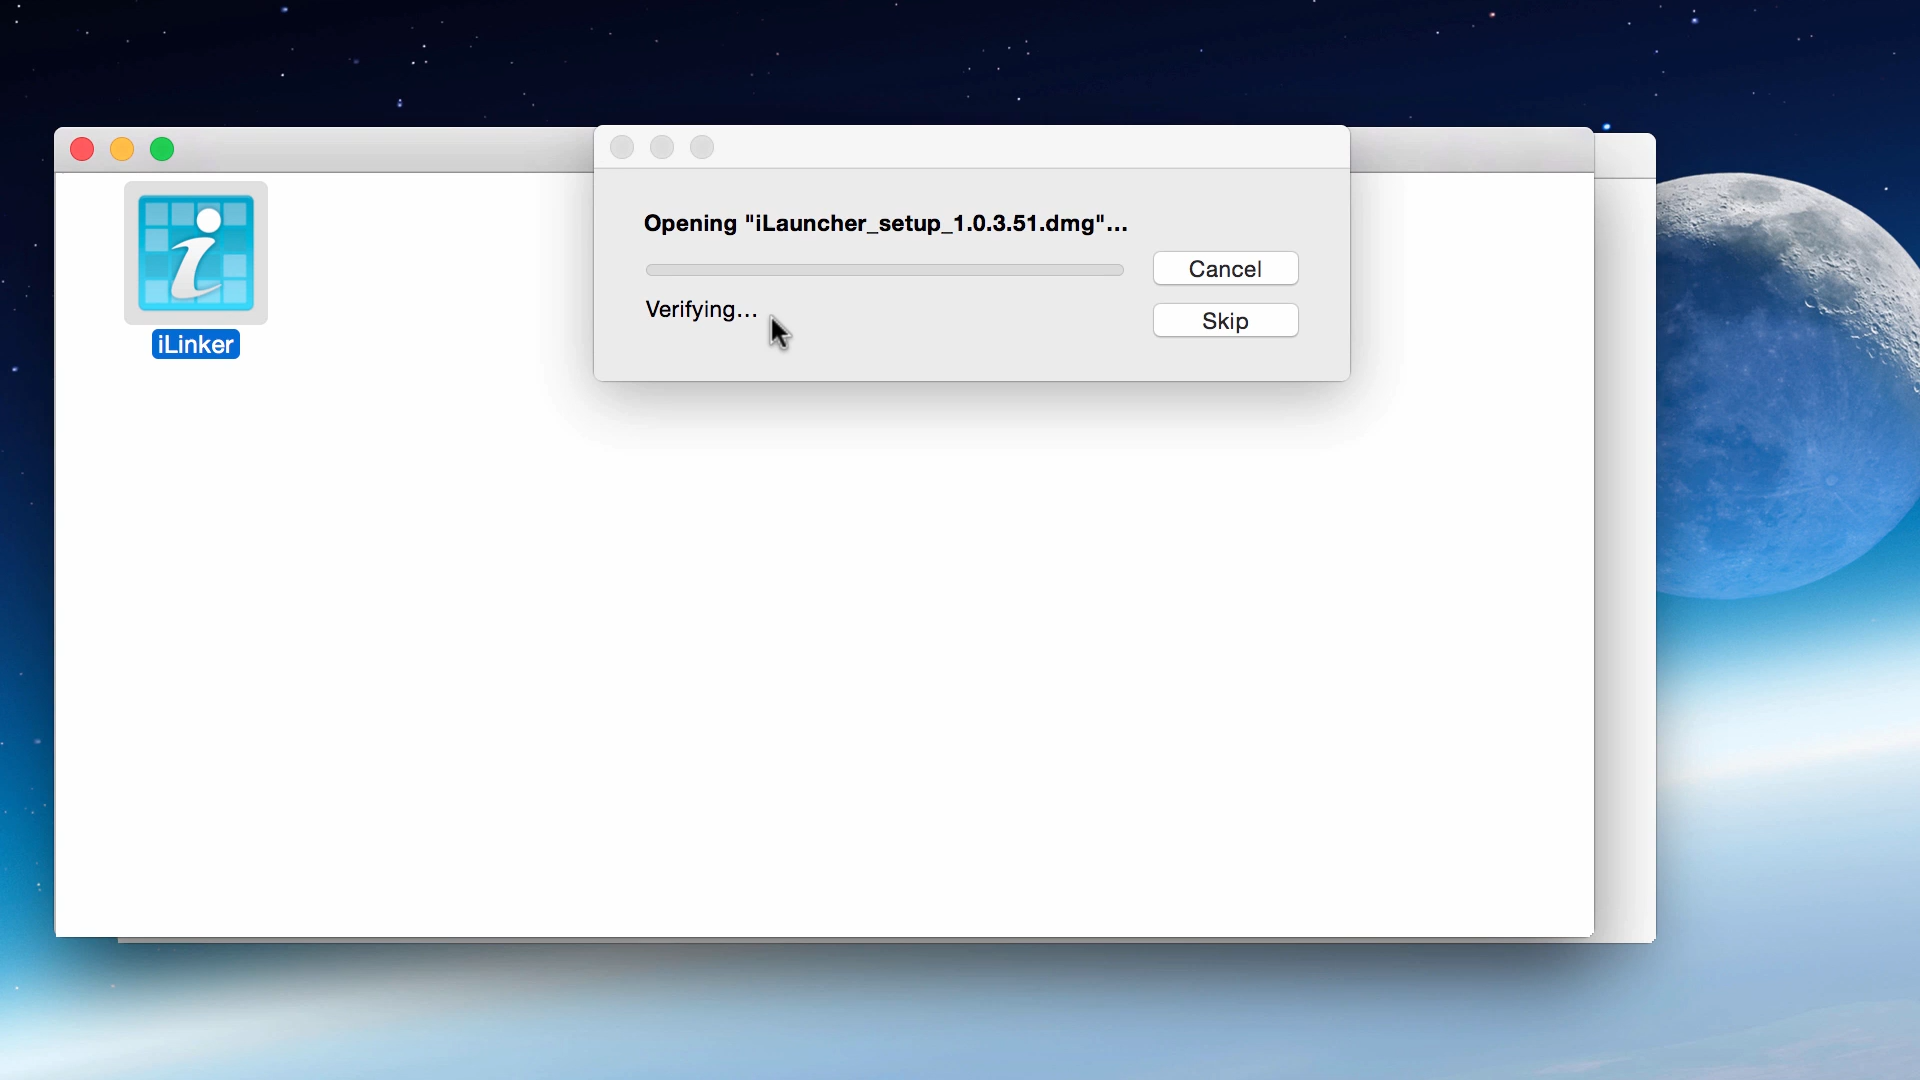 Opening "iLauncher_setup_1.0.3.51.dmg"...
Cancel
Verifying...
Skip
i
iLinker